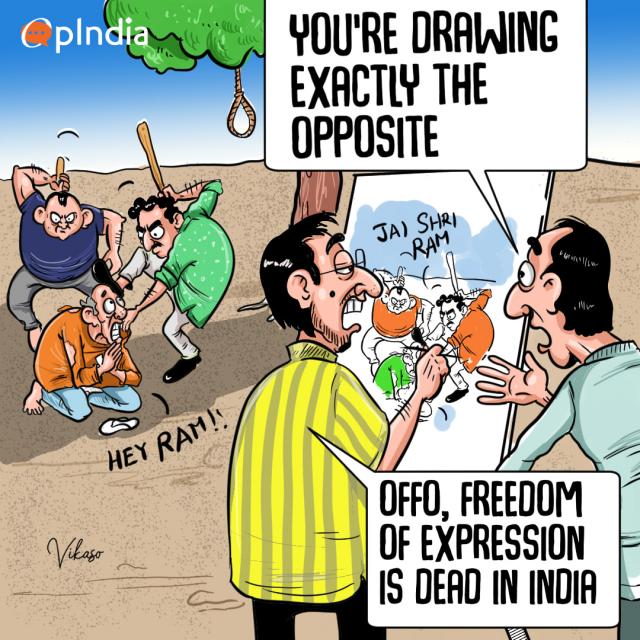 OpIndia
YOU'RE DRAWING
EXACTLY THE
OPPOSITE
JAI SHRI
RAM
HEY RAM!!
OFFO, FREEDOM
OF EXPRESSION
IS DEAD IN INDIA
Vikaso